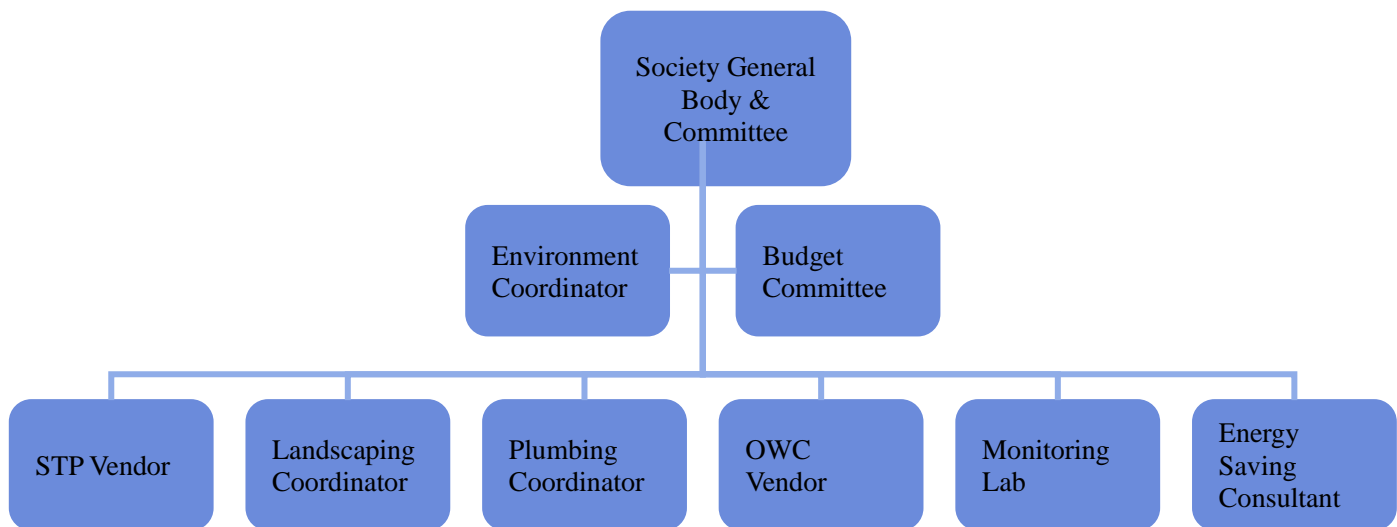 Society General
Body &
Committee
Environment
Coordinator
Budget
Committee
STP Vendor
Landscaping
Coordinator
Plumbing
Coordinator
OWC
Vendor
Monitoring
Lab
Energy
Saving
Consultant